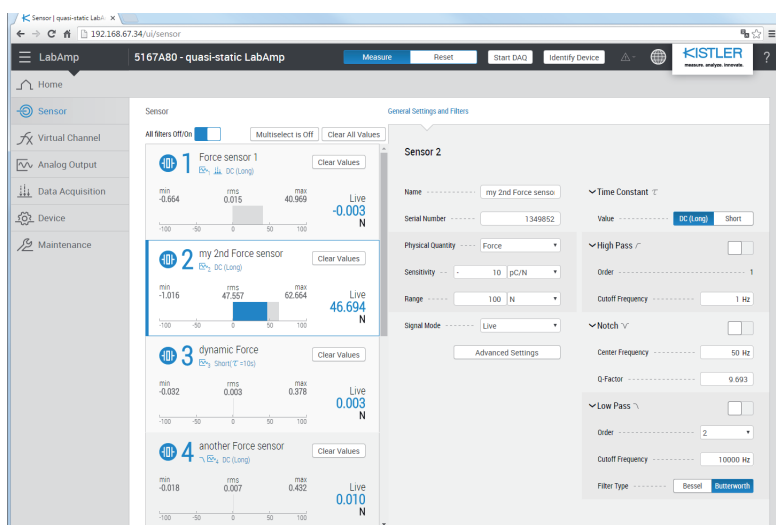 Sensor | quasi-static LabA
192.168.67.34/ui/sensor
LabAmp
5167A80 - quasi-static LabAmp
Measure
Reset
Start DAQ
Identify Device
KISTLER
measure. analyze. innovate.
?
Home
Sensor
Virtual Channel
Analog Output
Data Acquisition
Device
Maintenance
Sensor
All filters Off/On
Multiselect is Off
Clear All Values
1 Force sensor 1
DC (Long)
Clear Values
min rms max
-0.664 0.015 40.969 Live
-0.003
N
-100 -50 0 50 100
2 my 2nd Force sensor
2 DC (Long)
Clear Values
min rms max
-1.016 47.557 62.664 Live
46.694
N
-100 -50 0 50 100
3 dynamic Force
3 Short(τ =10s)
Clear Values
min rms max
-0.032 0.003 0.378 Live
0.003
N
-100 -50 0 50 100
4 another Force sensor
4 DC (Long)
Clear Values
min rms max
-0.018 0.007 0.432 Live
0.010
N
-100 -50 0 50 100
General Settings and Filters
Sensor 2
Name my 2nd Force senso
Serial Number 1349852
Physical Quantity Force
Sensitivity - 10 pC/N
Range 100 N
Signal Mode Live
Advanced Settings
Time Constant τ
Value DC (Long) Short
High Pass
Order 1
Cutoff Frequency 1 Hz
Notch
Center Frequency 50 Hz
Q-Factor 9.693
Low Pass
Order 2
Cutoff Frequency 10000 Hz
Filter Type Bessel Butterworth